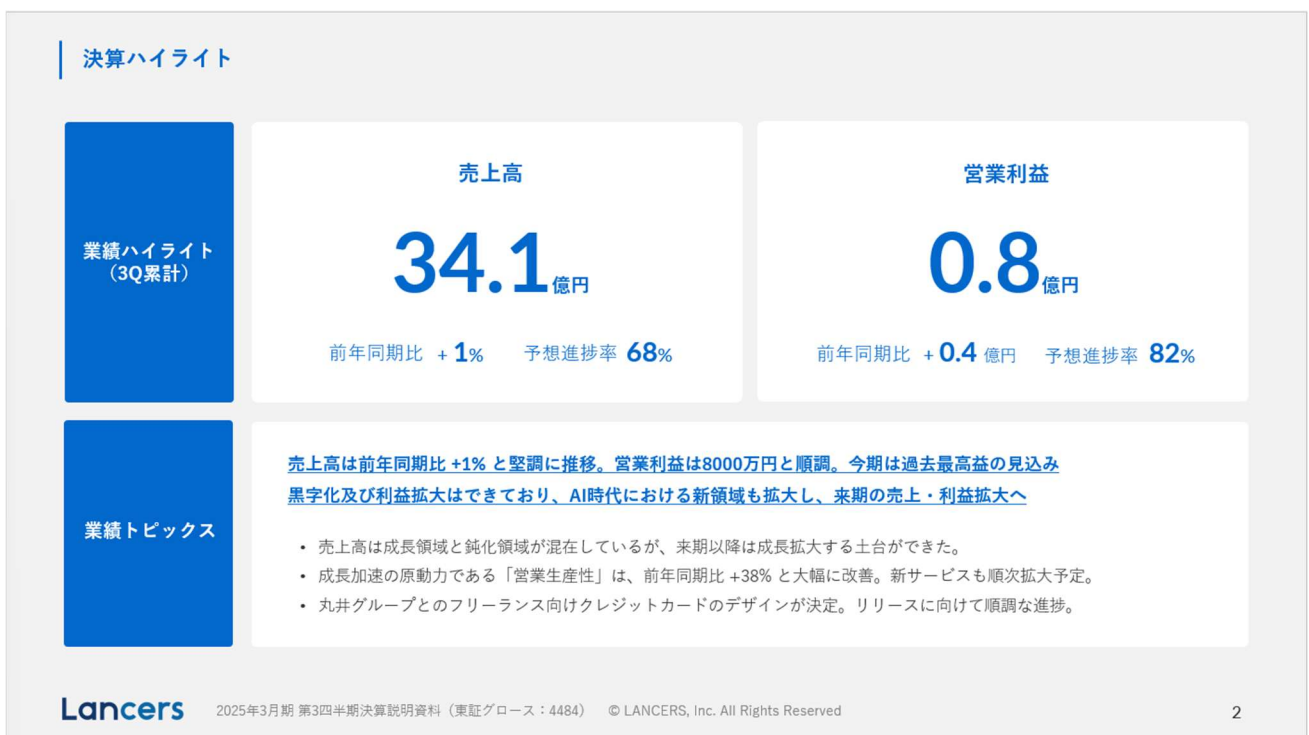 決算ハイライト
業績ハイライト
（3Q累計）
売上高
34.1億円
前年同期比 +1% 予想進捗率 68%
営業利益
0.8億円
前年同期比 +0.4 億円 予想進捗率 82%
業績トピックス
売上高は前年同期比 +1% と堅調に推移。営業利益は8000万円と順調。今期は過去最高益の見込み
黒字化及び利益拡大はできており、AI時代における新領域も拡大し、来期の売上・利益拡大へ
• 売上高は成長領域と鈍化領域が混在しているが、来期以降は成長拡大する土台ができた。
• 成長加速の原動力である「営業生産性」は、前年同期比 +38% と大幅に改善。新サービスも順次拡大予定。
• 丸井グループとのフリーランス向けクレジットカードのデザインが決定。リリースに向けて順調な進捗。
Lancers 2025年3月期 第3四半期決算説明資料（東証グロース：4484） © LANCERS, Inc. All Rights Reserved 2